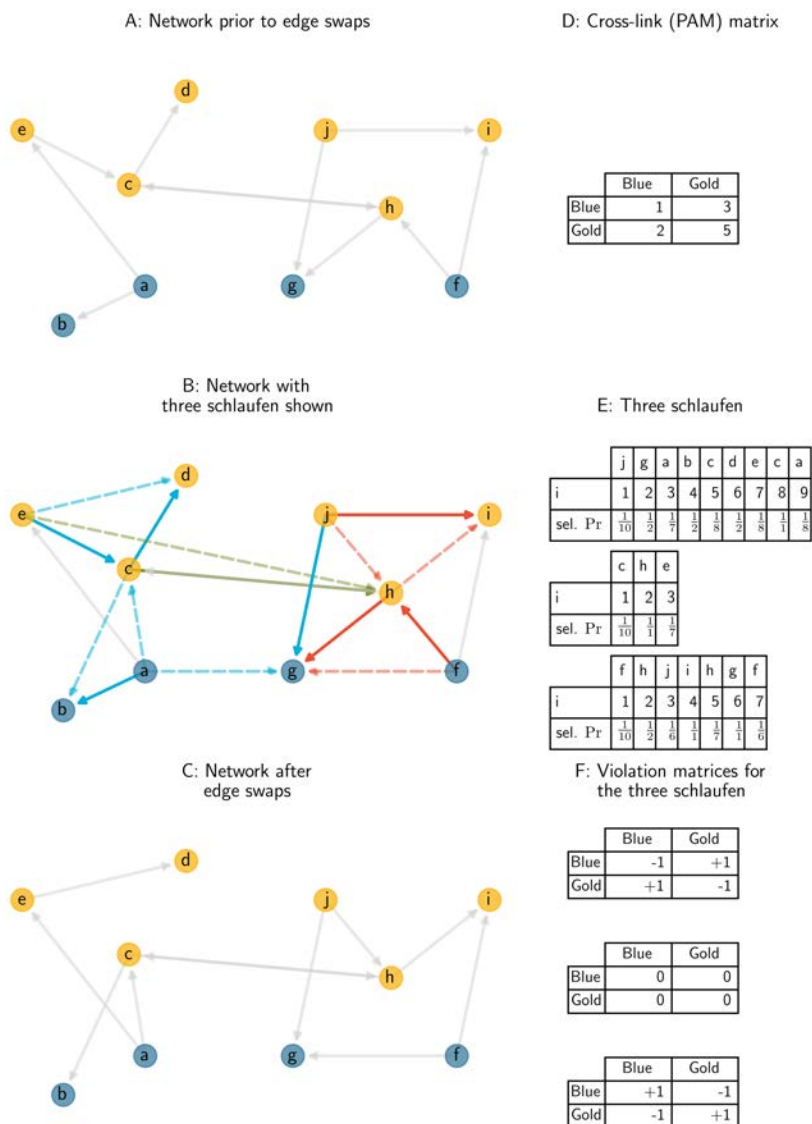 A: Network prior to edge swaps
d
e
j
i
c
h
a
g
f
b
D: Cross-link (PAM) matrix
Blue Gold
Blue 1 3
Gold 2 5
B: Network with
three schlaufen shown
d
e
j
i
c
h
a
g
f
b
E: Three schlaufen
j g a b c d e c a
i 1 2 3 4 5 6 7 8 9
sel. Pr 1/10 1/2 1/7 1/2 1/8 1/2 1/8 1/1 1/8
c h e
i 1 2 3
sel. Pr 1/10 1/1 1/7
f h j i h g f
i 1 2 3 4 5 6 7
sel. Pr 1/10 1/2 1/6 1/1 1/7 1/1 1/6
C: Network after
edge swaps
d
e
j
i
c
h
a
g
f
b
F: Violation matrices for
the three schlaufen
Blue Gold
Blue -1 +1
Gold +1 -1
Blue Gold
Blue 0 0
Gold 0 0
Blue Gold
Blue +1 -1
Gold -1 +1